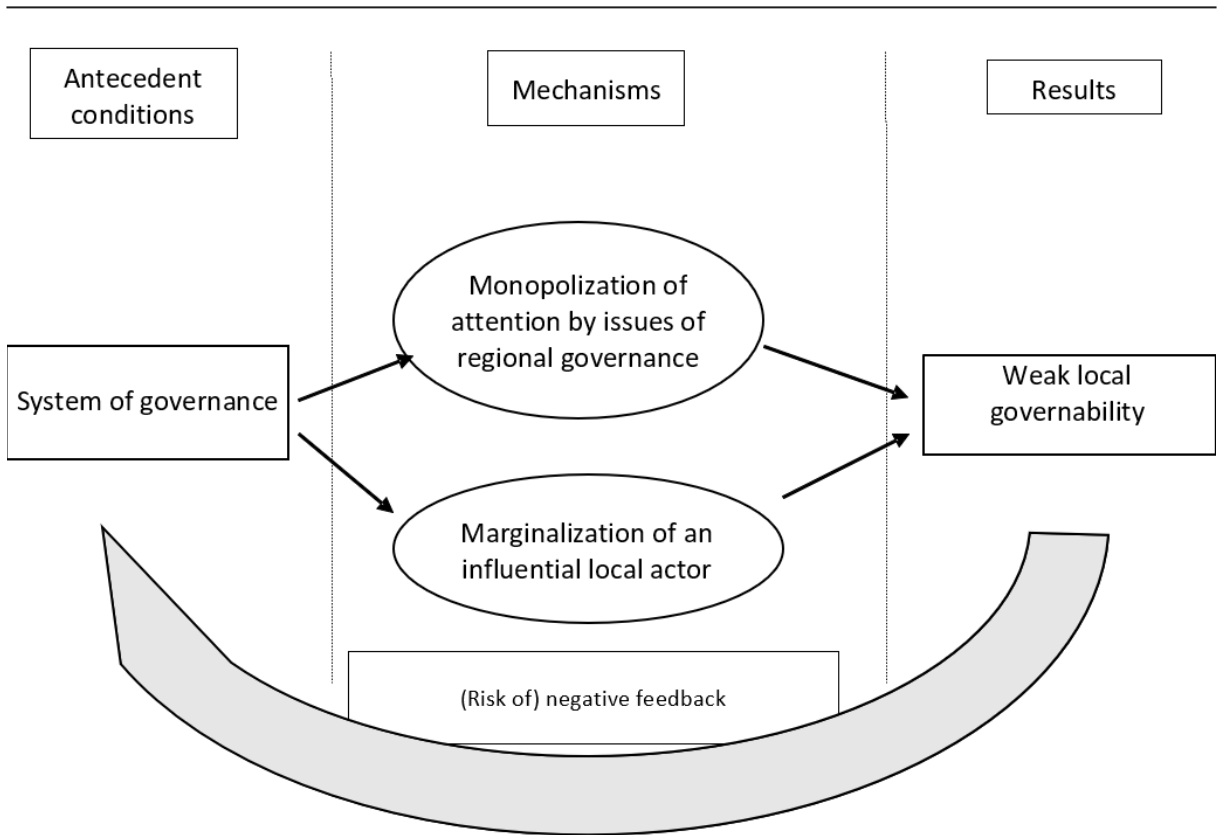 Antecedent
conditions
Mechanisms
Results
Monopolization of
attention by issues of
regional governance
System of governance
Weak local
governability
Marginalization of an
influential local actor
(Risk of) negative feedback